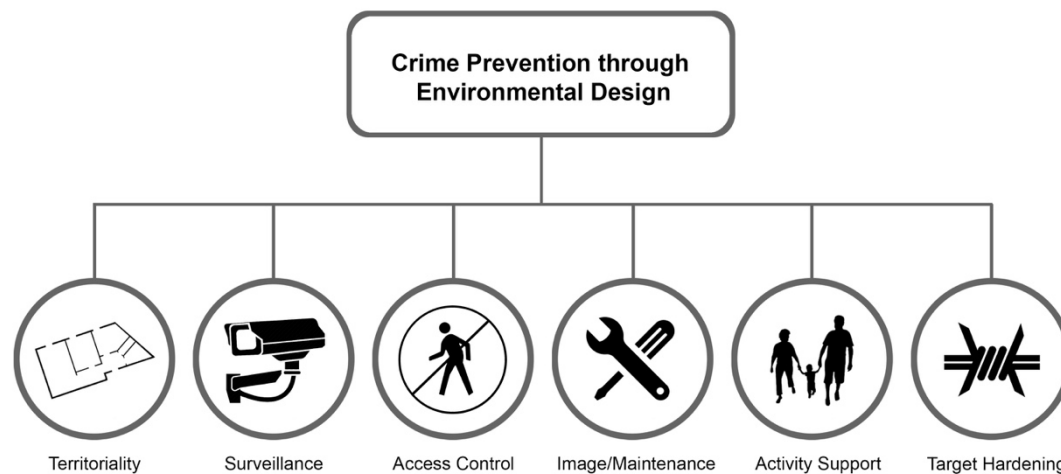 Crime Prevention through
Environmental Design
Territoriality
Surveillance
Access Control
Image/Maintenance
Activity Support
Target Hardening